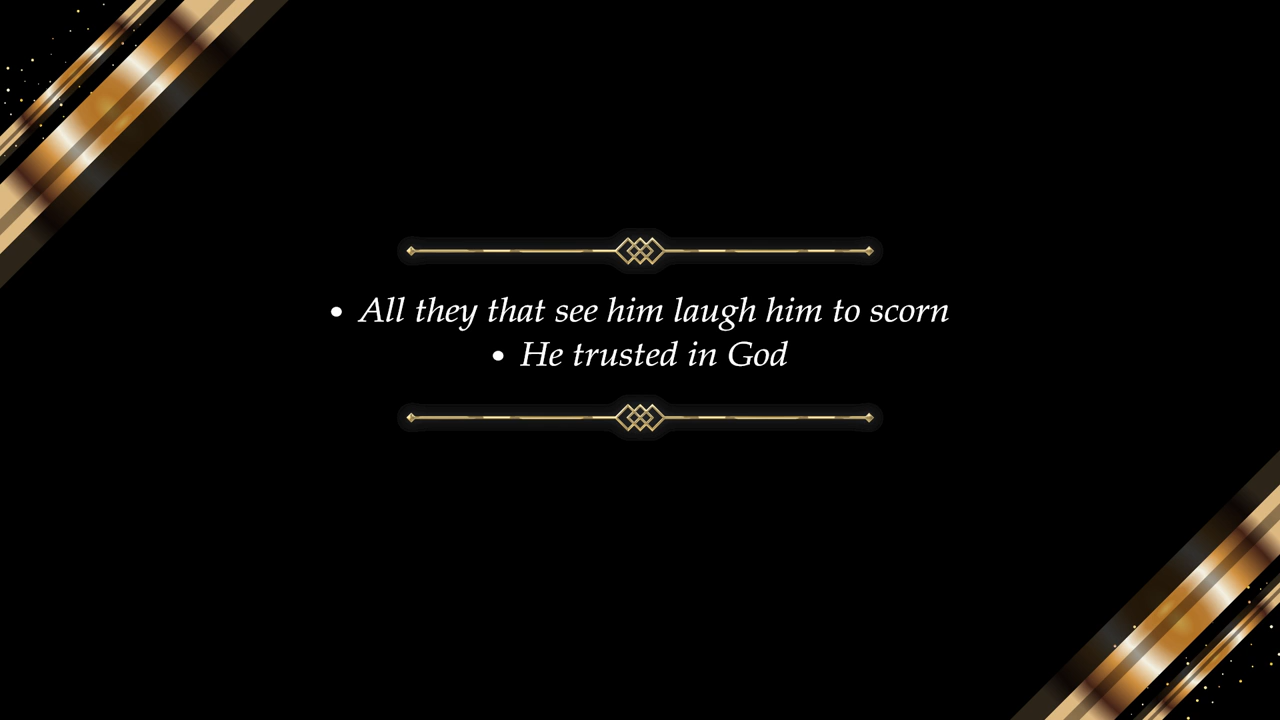 • All they that see him laugh him to scorn
• He trusted in God